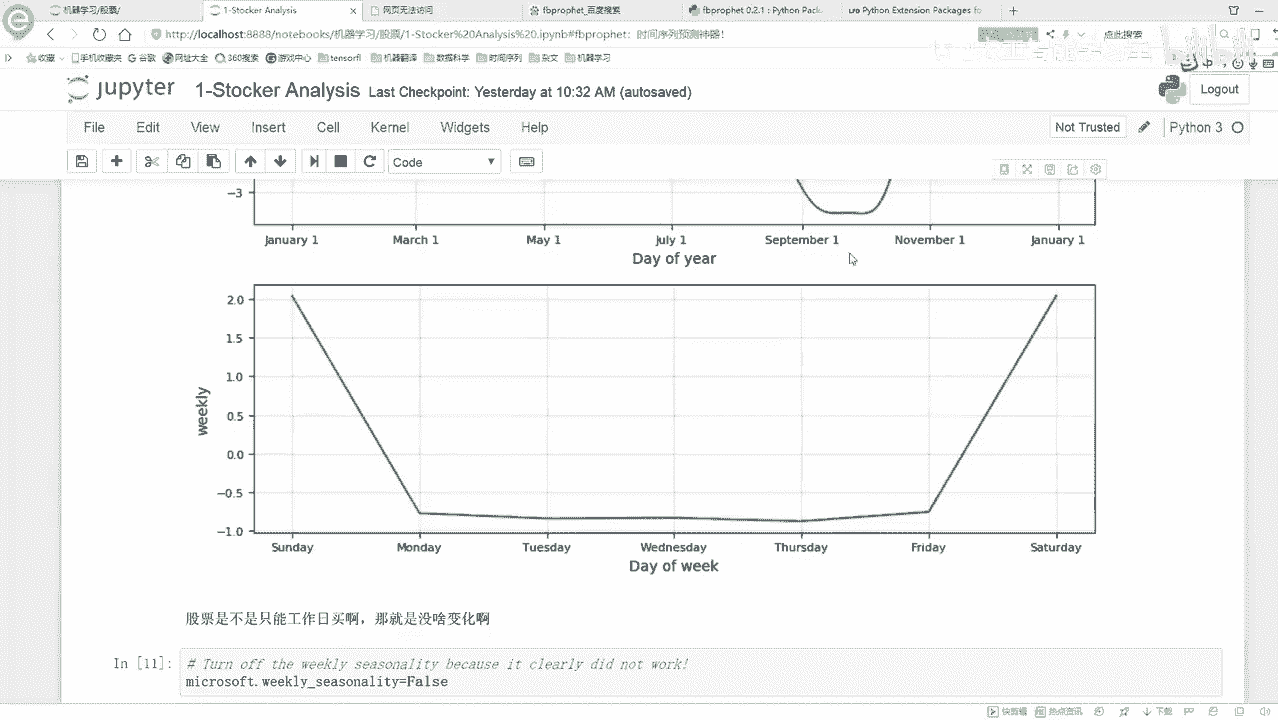 机器学习/股票/
1-Stocker Analysis
网页无法访问
fbprophet_百度搜索
fbprophet 0.2.1 : Python Pack
Python Extension Packages fo
http://localhost:8888/notebooks/机器学习/股票/1-Stocker%20Analysis%20.ipynb#fbprophet：时间序列预测神器!
点此搜索
收藏 手机收藏夹 谷歌 网址大全 360搜索 游戏中心 机器翻译 数据科学 时间序列 杂文 机器学习
jupyter 1-Stocker Analysis Last Checkpoint: Yesterday at 10:32 AM (autosaved)
Logout
File Edit View Insert Cell Kernel Widgets Help
Not Trusted
Python 3
Code
−3
January 1 March 1 May 1 July 1 September 1 November 1 January 1
Day of year
2.0
1.5
1.0
0.5
0.0
−0.5
−1.0
weekly
Sunday Monday Tuesday Wednesday Thursday Friday Saturday
Day of week
股票是不是只能工作日买啊，那就是没啥变化啊
In [11]:
# Turn off the weekly seasonality because it clearly did not work!
microsoft.weekly_seasonality=False
快剪辑 热点资讯 下载